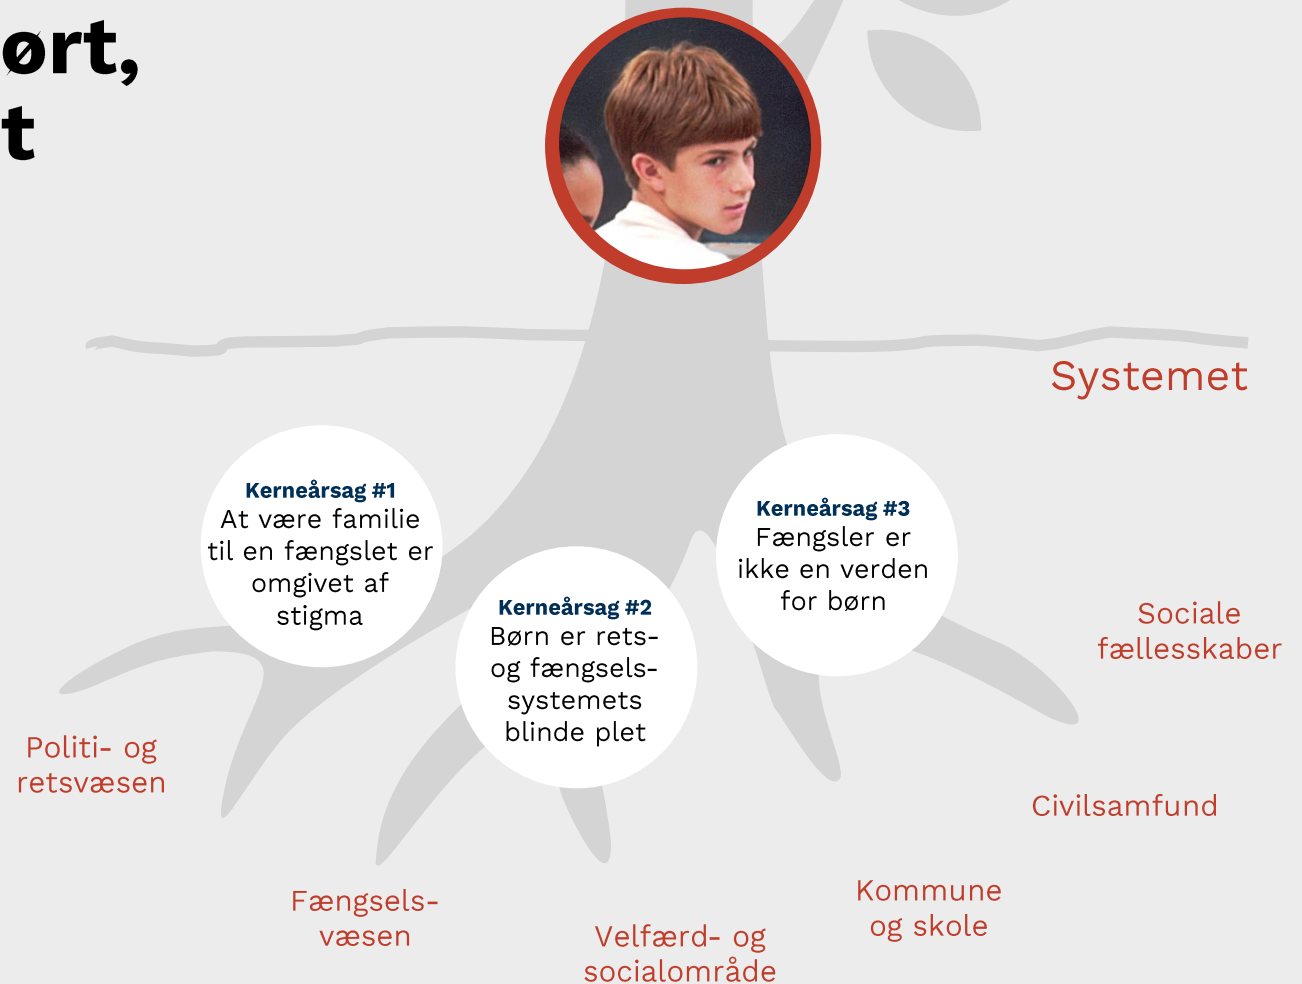 ørt,
t
Systemet
Kerneårsag #1
At være familie
til en fængslet er
omgivet af
stigma
Kerneårsag #2
Børn er rets-
og fængsels-
systemets
blinde plet
Kerneårsag #3
Fængsler er
ikke en verden
for børn
Sociale
fællesskaber
Politi- og
retsvæsen
Civilsamfund
Fængsels-
væsen
Kommune
og skole
Velfærd- og
socialområde